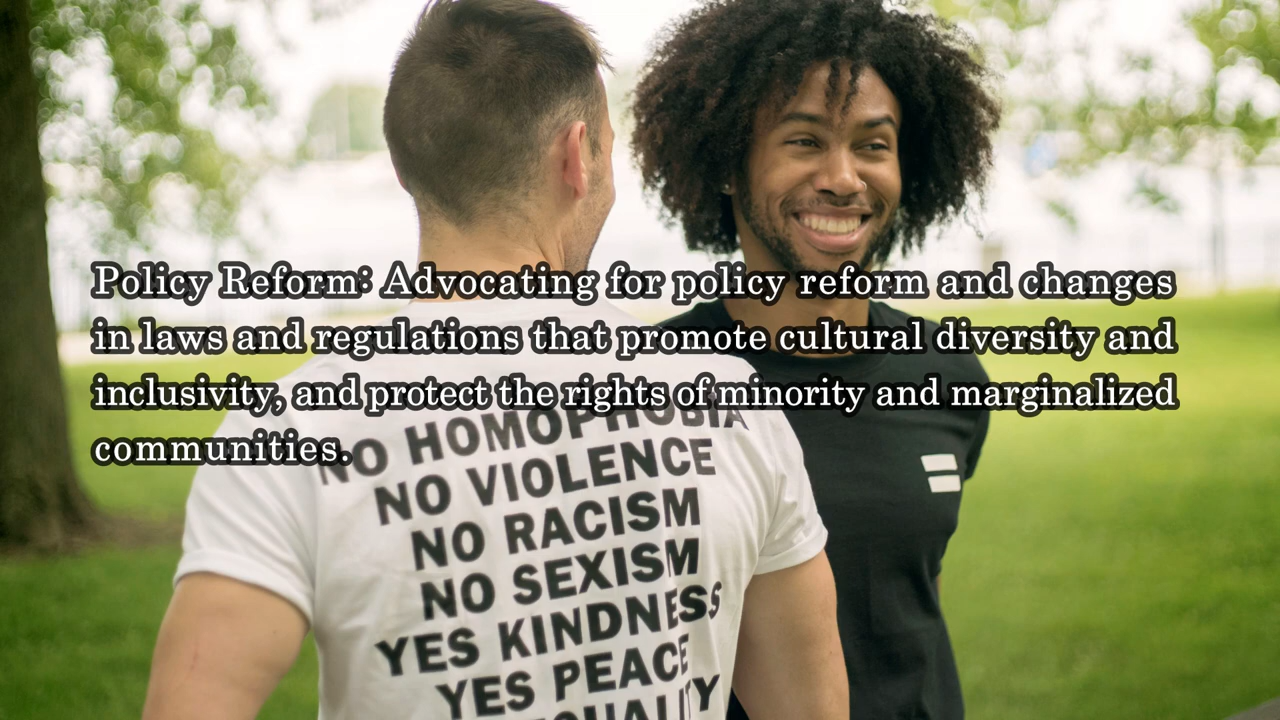 Policy Reform: Advocating for policy reform and changes
in laws and regulations that promote cultural diversity and
inclusivity, and protect the rights of minority and marginalized
communities.
NO HOMOPHOBIA
NO VIOLENCE
NO RACISM
NO SEXISM
YES KINDNESS
YES PEACE
EQUALITY